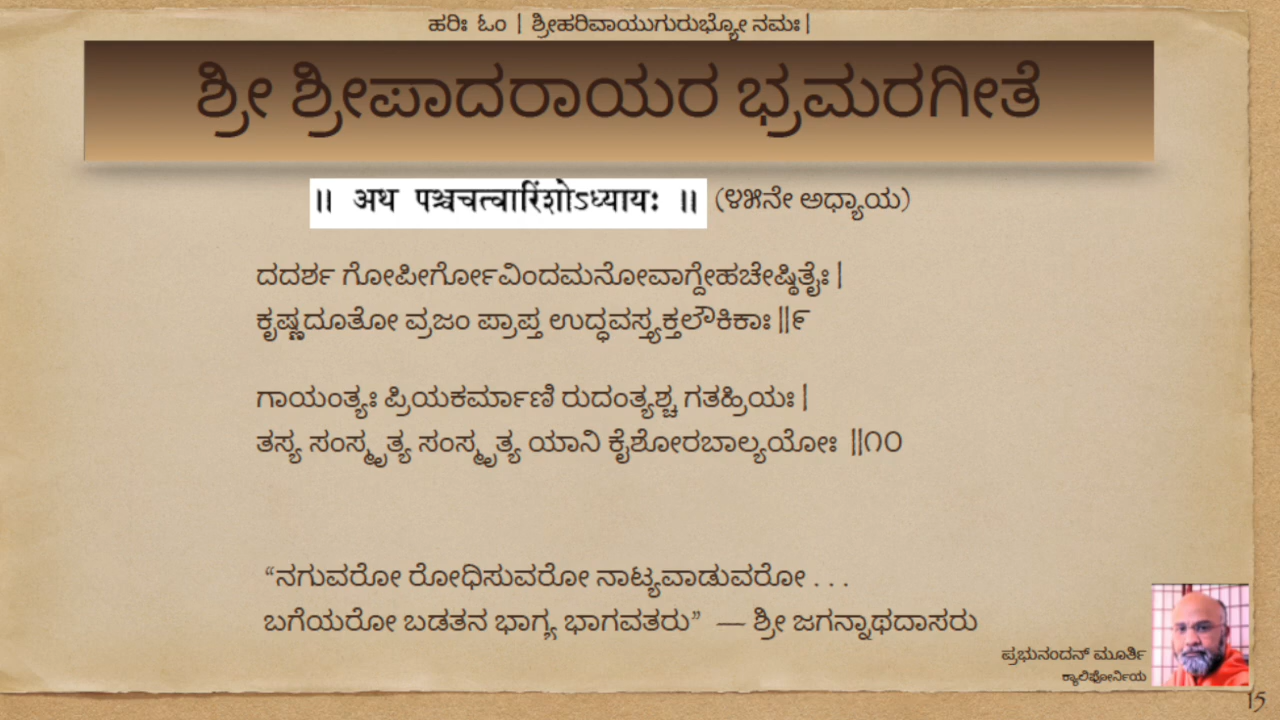 ಹರಿಃ ಓಂ | ಶ್ರೀಹರಿವಾಯುಗುರುಭ್ಯೋ ನಮಃ|
ಶ್ರೀ ಶ್ರೀಪಾದರಾಯರ ಭ್ರಮರಗೀತೆ
॥ अथ पञ्चचत्वारिंशोऽध्यायः ॥ (೪೫ನೇ ಅಧ್ಯಾಯ)
ದದರ್ಶ ಗೋಪೀರ್ಗೋವಿಂದಮನೋವಾಗ್ದೇಹಚೇಷ್ಠಿತೈಃ|
ಕೃಷ್ಣದೂತೋ ವ್ರಜಂ ಪ್ರಾಪ್ತ ಉದ್ಧವಸ್ತ್ಯಕ್ತಲೌಕಿಕಾಃ||೯
ಗಾಯಂತ್ಯಃ ಪ್ರಿಯಕರ್ಮಾಣಿ ರುದಂತ್ಯಶ್ಚ ಗತಹ್ರಿಯಃ|
ತಸ್ಯ ಸಂಸ್ಮೃತ್ಯ ಸಂಸ್ಮೃತ್ಯ ಯಾನಿ ಕೈಶೋರಬಾಲ್ಯಯೋಃ ||೧೦
“ನಗುವರೋ ರೋಧಿಸುವರೋ ನಾಟ್ಯವಾಡುವರೋ . . .
ಬಗೆಯರೋ ಬಡತನ ಭಾಗ್ಯ ಭಾಗವತರು” — ಶ್ರೀ ಜಗನ್ನಾಥದಾಸರು
ಪ್ರಭುನಂದನ್ ಮೂರ್ತಿ
ಕ್ಯಾಲಿಫೋರ್ನಿಯ
15